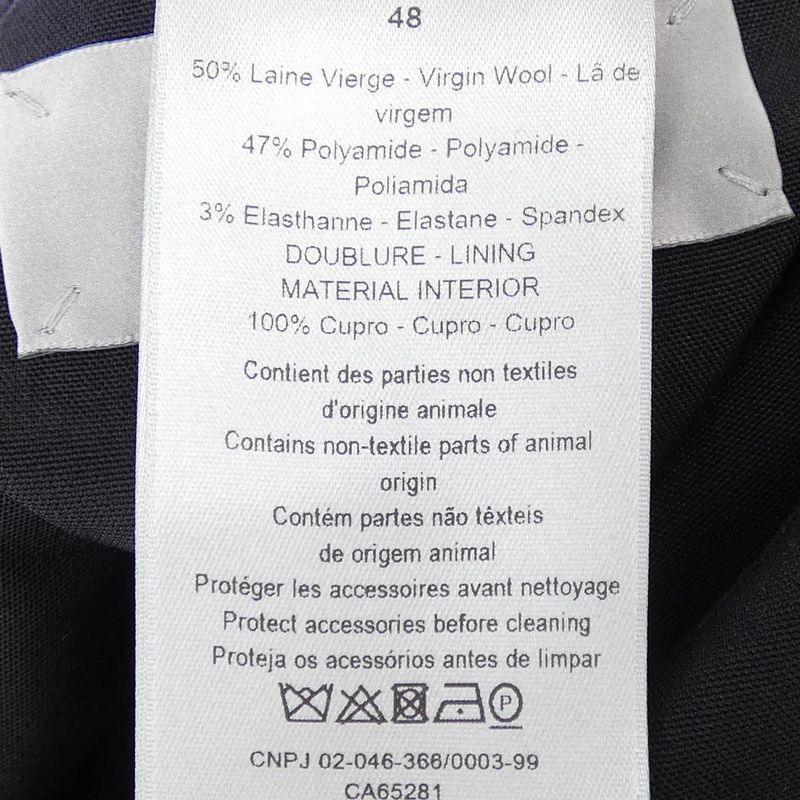 48
50% Laine Vierge - Virgin Wool - Lã de
virgem
47% Polyamide - Polyamide -
Poliamida
3% Elasthanne - Elastane - Spandex
DOUBLURE - LINING
MATERIAL INTERIOR
100% Cupro - Cupro - Cupro
Contient des parties non textiles
d'origine animale
Contains non-textile parts of animal
origin
Contém partes não têxteis
de origem animal
Protéger les accessoires avant nettoyage
Protect accessories before cleaning
Proteja os acessórios antes de limpar
P
CNPJ 02-046-366/0003-99
CA65281